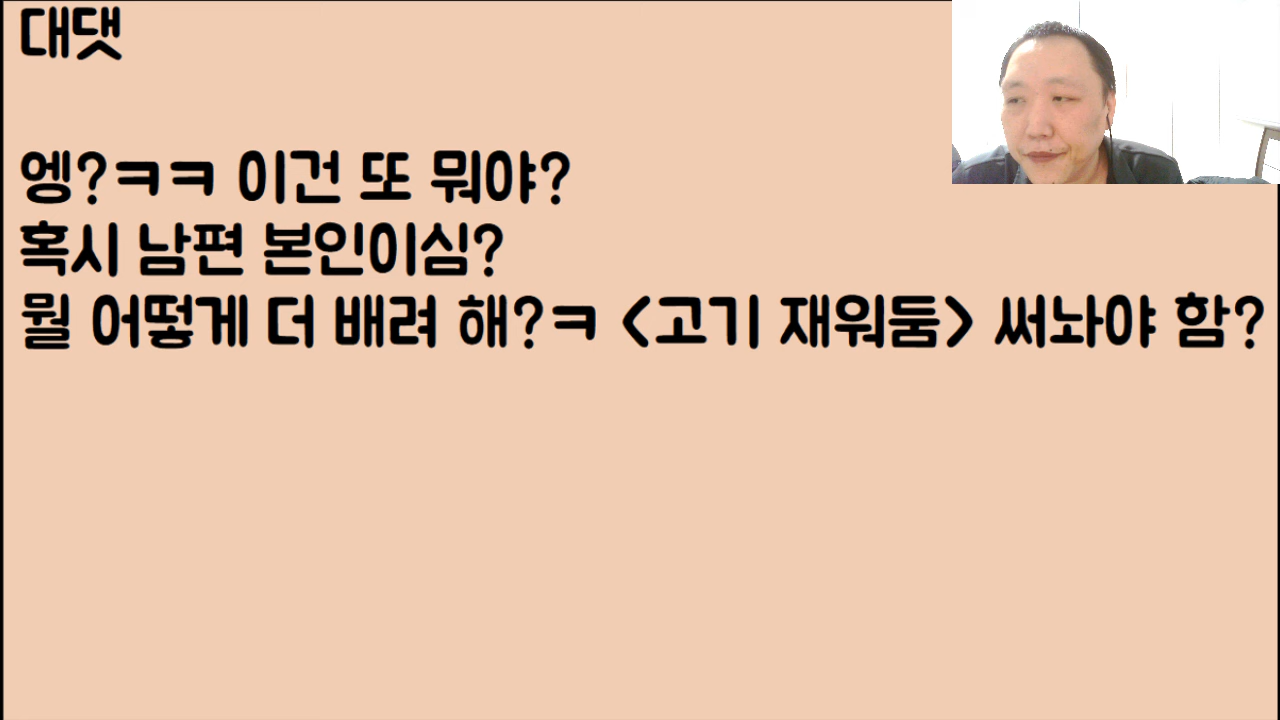 대댓
엥?ㅋㅋ 이건 또 뭐야?
혹시 남편 본인이심?
뭘 어떻게 더 배려 해?ㅋ <고기 재워둠> 써놔야 함?